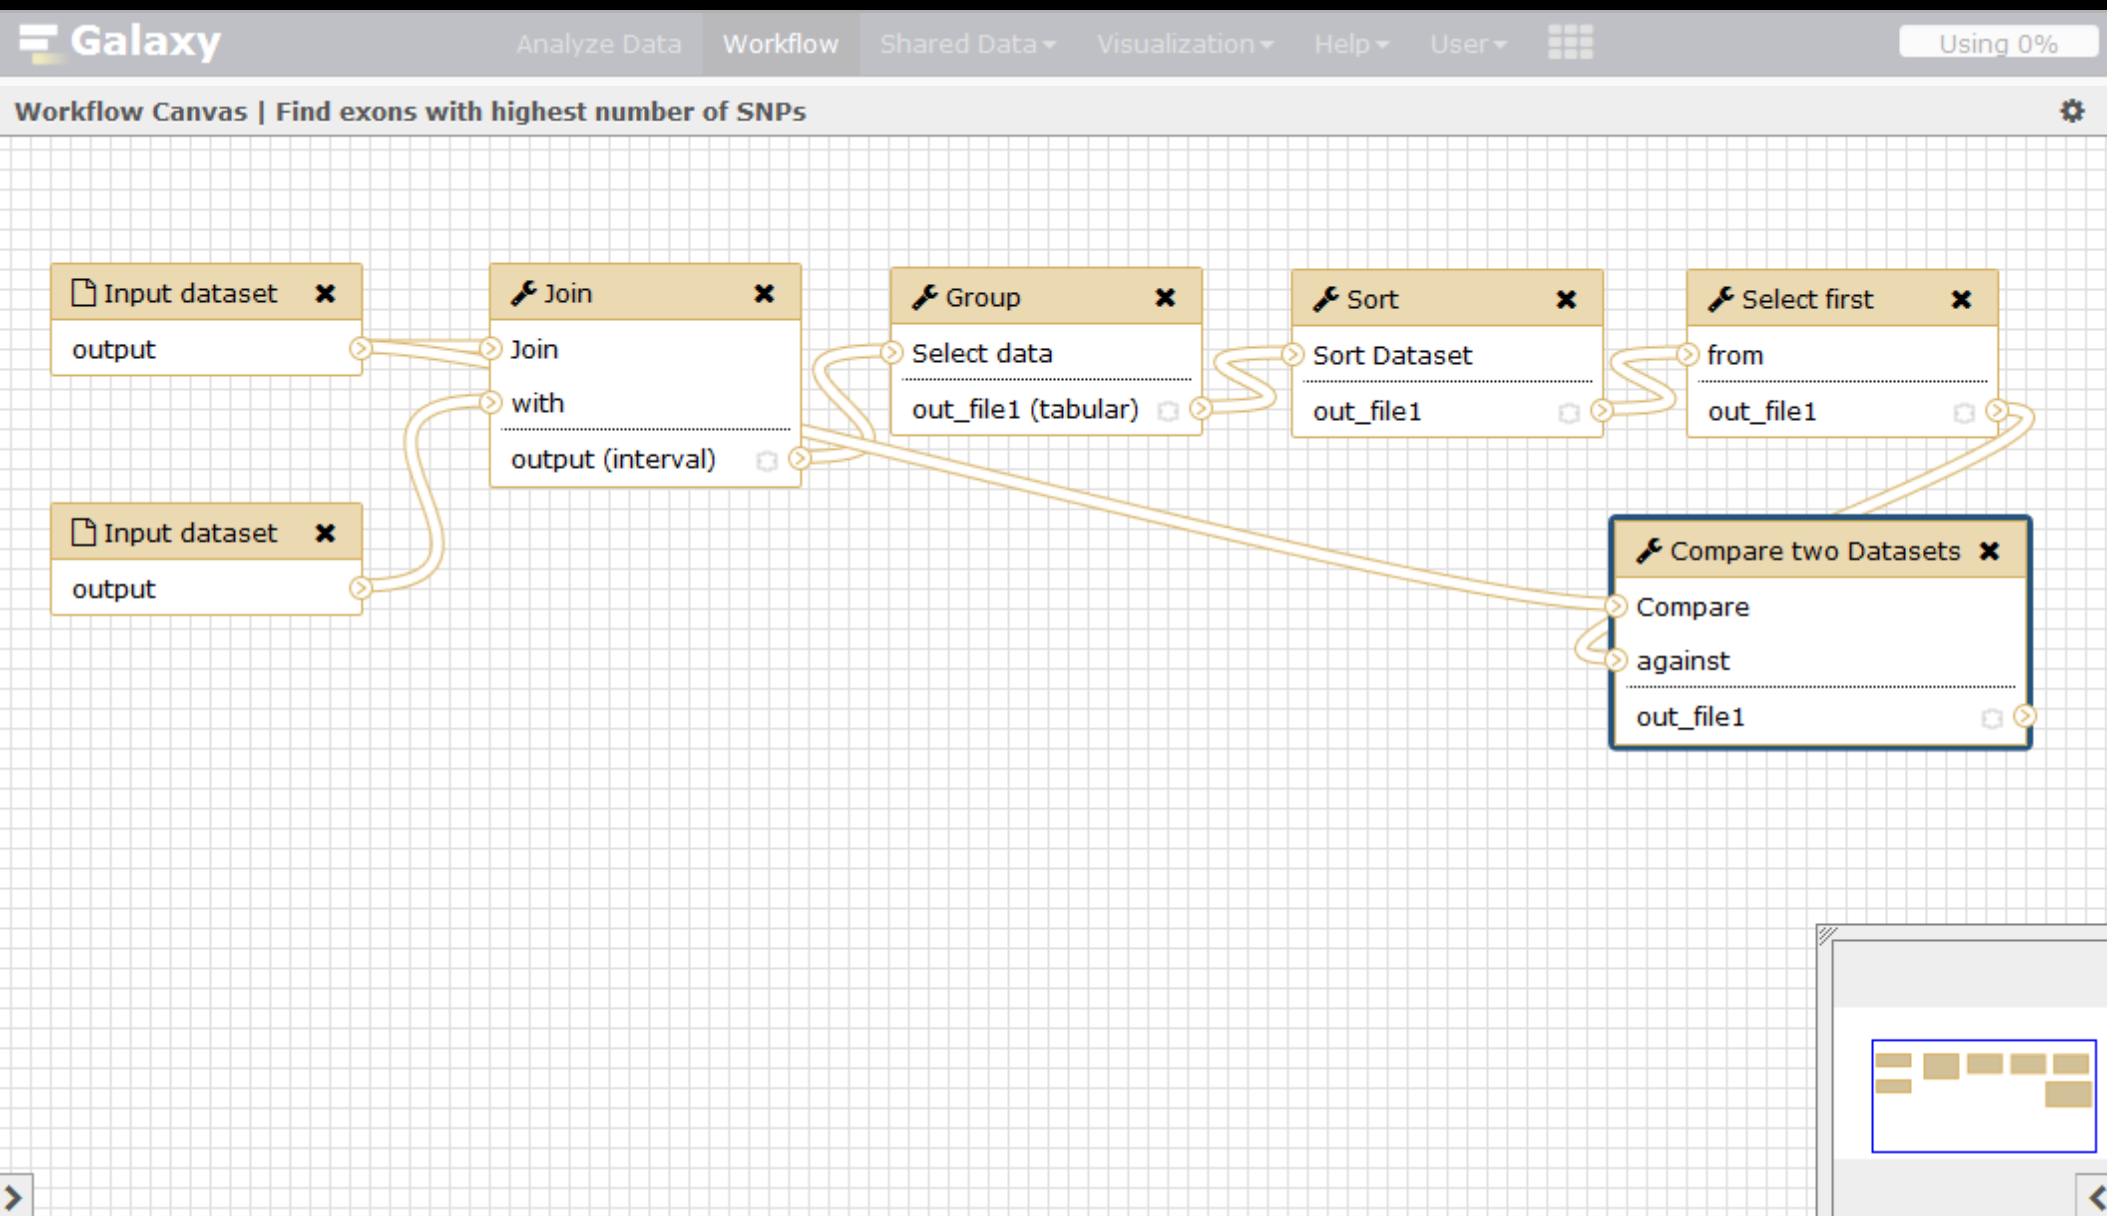 Galaxy
Analyze Data Workflow Shared Data Visualization Help User Using 0%
Workflow Canvas | Find exons with highest number of SNPs
Input dataset
output
Input dataset
output
Join
Join
with
output (interval)
Group
Select data
out_file1 (tabular)
Sort
Sort Dataset
out_file1
Select first
from
out_file1
Compare two Datasets
Compare
against
out_file1